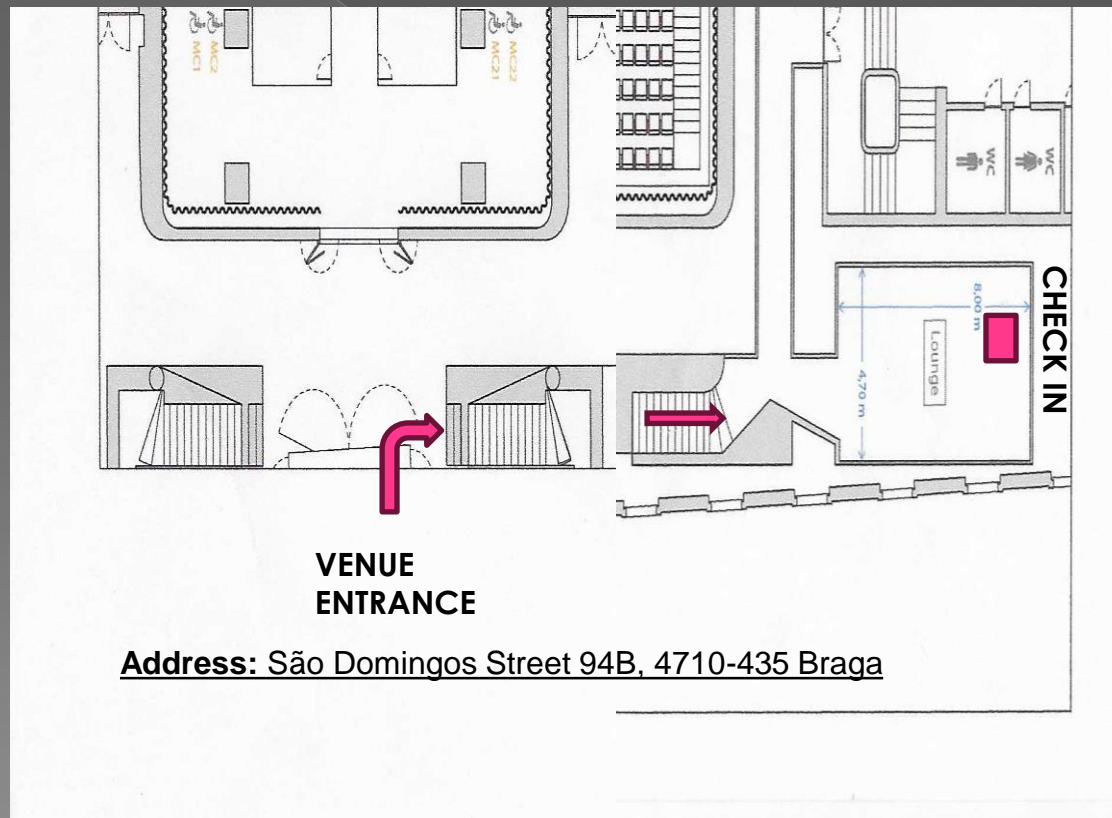 MC1
MC2
MC21
MC22
WC
WC
8,00 m
Lounge
4,70 m
CHECK IN
VENUE
ENTRANCE
Address: São Domingos Street 94B, 4710-435 Braga